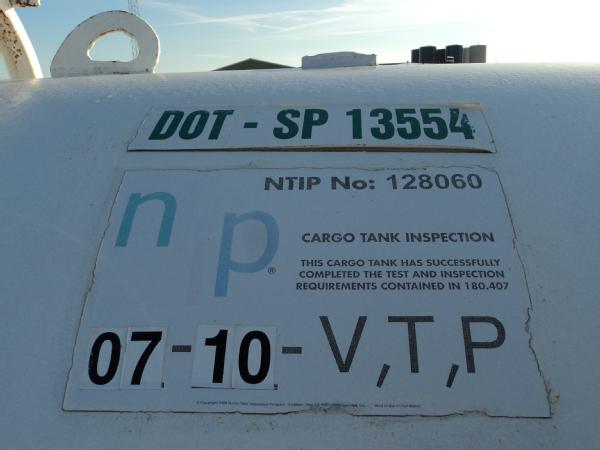 DOT - SP 13554
NTIP No: 128060
ntp
®
CARGO TANK INSPECTION
THIS CARGO TANK HAS SUCCESSFULLY
COMPLETED THE TEST AND INSPECTION
REQUIREMENTS CONTAINED IN 180.407
07-10-V,T,P